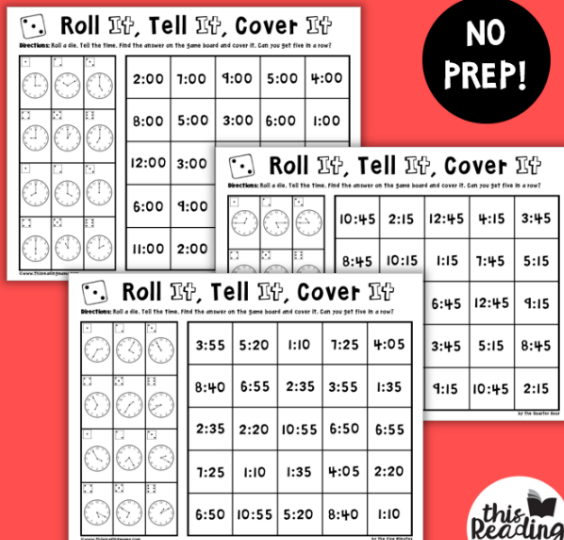 Roll It, Tell It, Cover It
Directions: Roll a die. Tell the time. Find the answer on the game board and cover it. Can you get five in a row?
2:00 7:00 9:00 5:00 4:00
8:00 5:00 3:00 6:00 1:00
12:00 3:00
6:00 9:00
11:00 2:00
NO
PREP!
Roll It, Tell It, Cover It
Directions: Roll a die. Tell the time. Find the answer on the game board and cover it. Can you get five in a row?
10:45 2:15 12:45 4:15 3:45
8:45 10:15 1:15 7:45 5:15
6:45 12:45 9:15
3:45 5:15 8:45
9:15 10:45 2:15
by The Quarter Hour
Roll It, Tell It, Cover It
Directions: Roll a die. Tell the time. Find the answer on the game board and cover it. Can you get five in a row?
3:55 5:20 1:10 7:25 4:05
8:40 6:55 2:35 3:55 1:35
2:35 2:20 10:55 6:50 6:55
7:25 1:10 1:35 4:05 2:20
6:50 10:55 5:20 8:40 1:10
by The Five Minutes
this
Reading